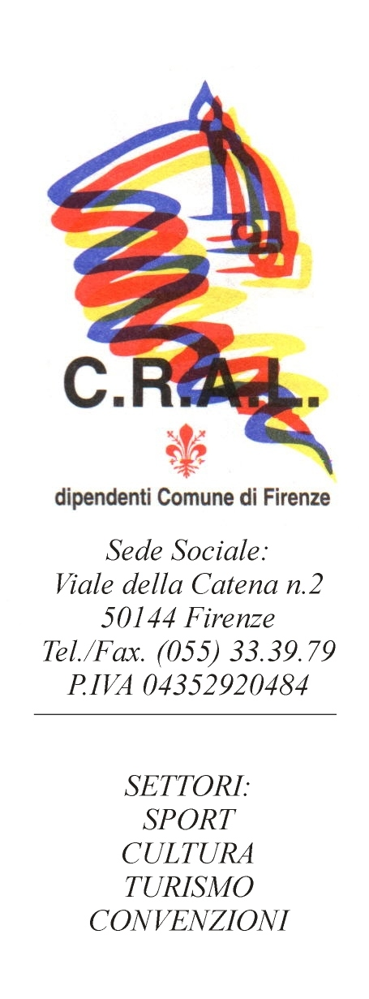 C.R.A.L.
dipendenti Comune di Firenze
Sede Sociale:
Viale della Catena n.2
50144 Firenze
Tel./Fax. (055) 33.39.79
P.IVA 04352920484
SETTORI:
SPORT
CULTURA
TURISMO
CONVENZIONI